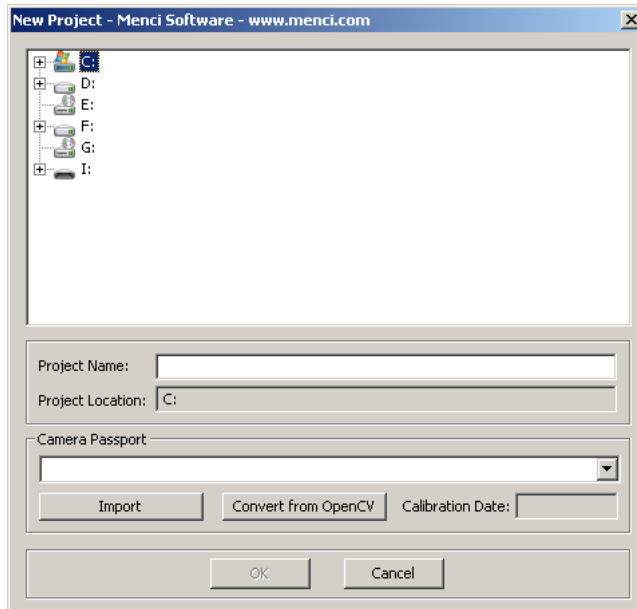 New Project - Menci Software - www.menci.com
C:
D:
E:
F:
G:
I:
Project Name:
Project Location: C:
Camera Passport
Import Convert from OpenCV Calibration Date:
OK Cancel